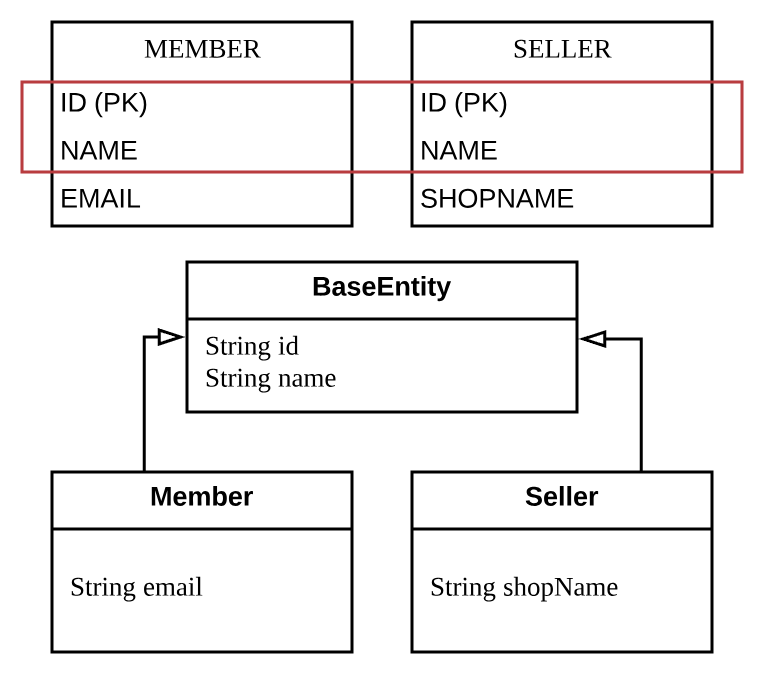 MEMBER
ID (PK)
NAME
EMAIL
SELLER
ID (PK)
NAME
SHOPNAME
BaseEntity
String id
String name
Member
String email
Seller
String shopName